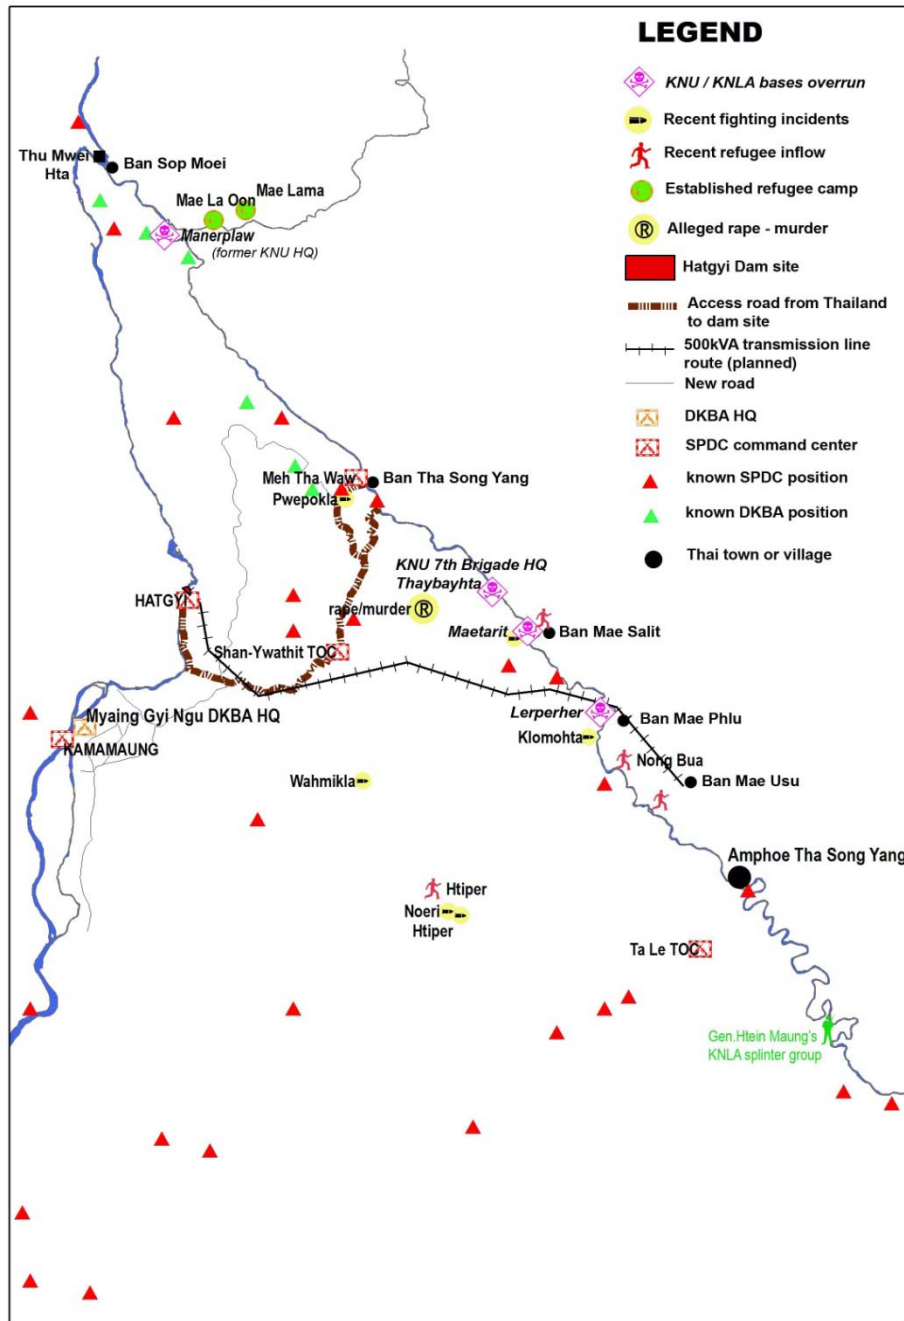 LEGEND
KNU / KNLA bases overrun
Recent fighting incidents
Recent refugee inflow
Established refugee camp
Alleged rape - murder
Hatgyi Dam site
Access road from Thailand
to dam site
500kVA transmission line
route (planned)
New road
DKBA HQ
SPDC command center
known SPDC position
known DKBA position
Thai town or village
Thu Mwei
Hta
Ban Sop Moei
Mae La Oon
Mae Lama
Manerplaw
(former KNU HQ)
Meh Tha Waw
Ban Tha Song Yang
Pwepokla
KNU 7th Brigade HQ
Thaybayhta
HATGYI
rape/murder
®
Maetarit
Ban Mae Salit
Shan-Ywathit TOC
Lerperher
Myaing Gyi Ngu DKBA HQ
Ban Mae Phlu
KAMAMAUNG
Klomohta
Nong Bua
Wahmikla
Ban Mae Usu
Amphoe Tha Song Yang
Htiper
Noeri
Htiper
Ta Le TOC
Gen.Htein Maung's
KNLA splinter group